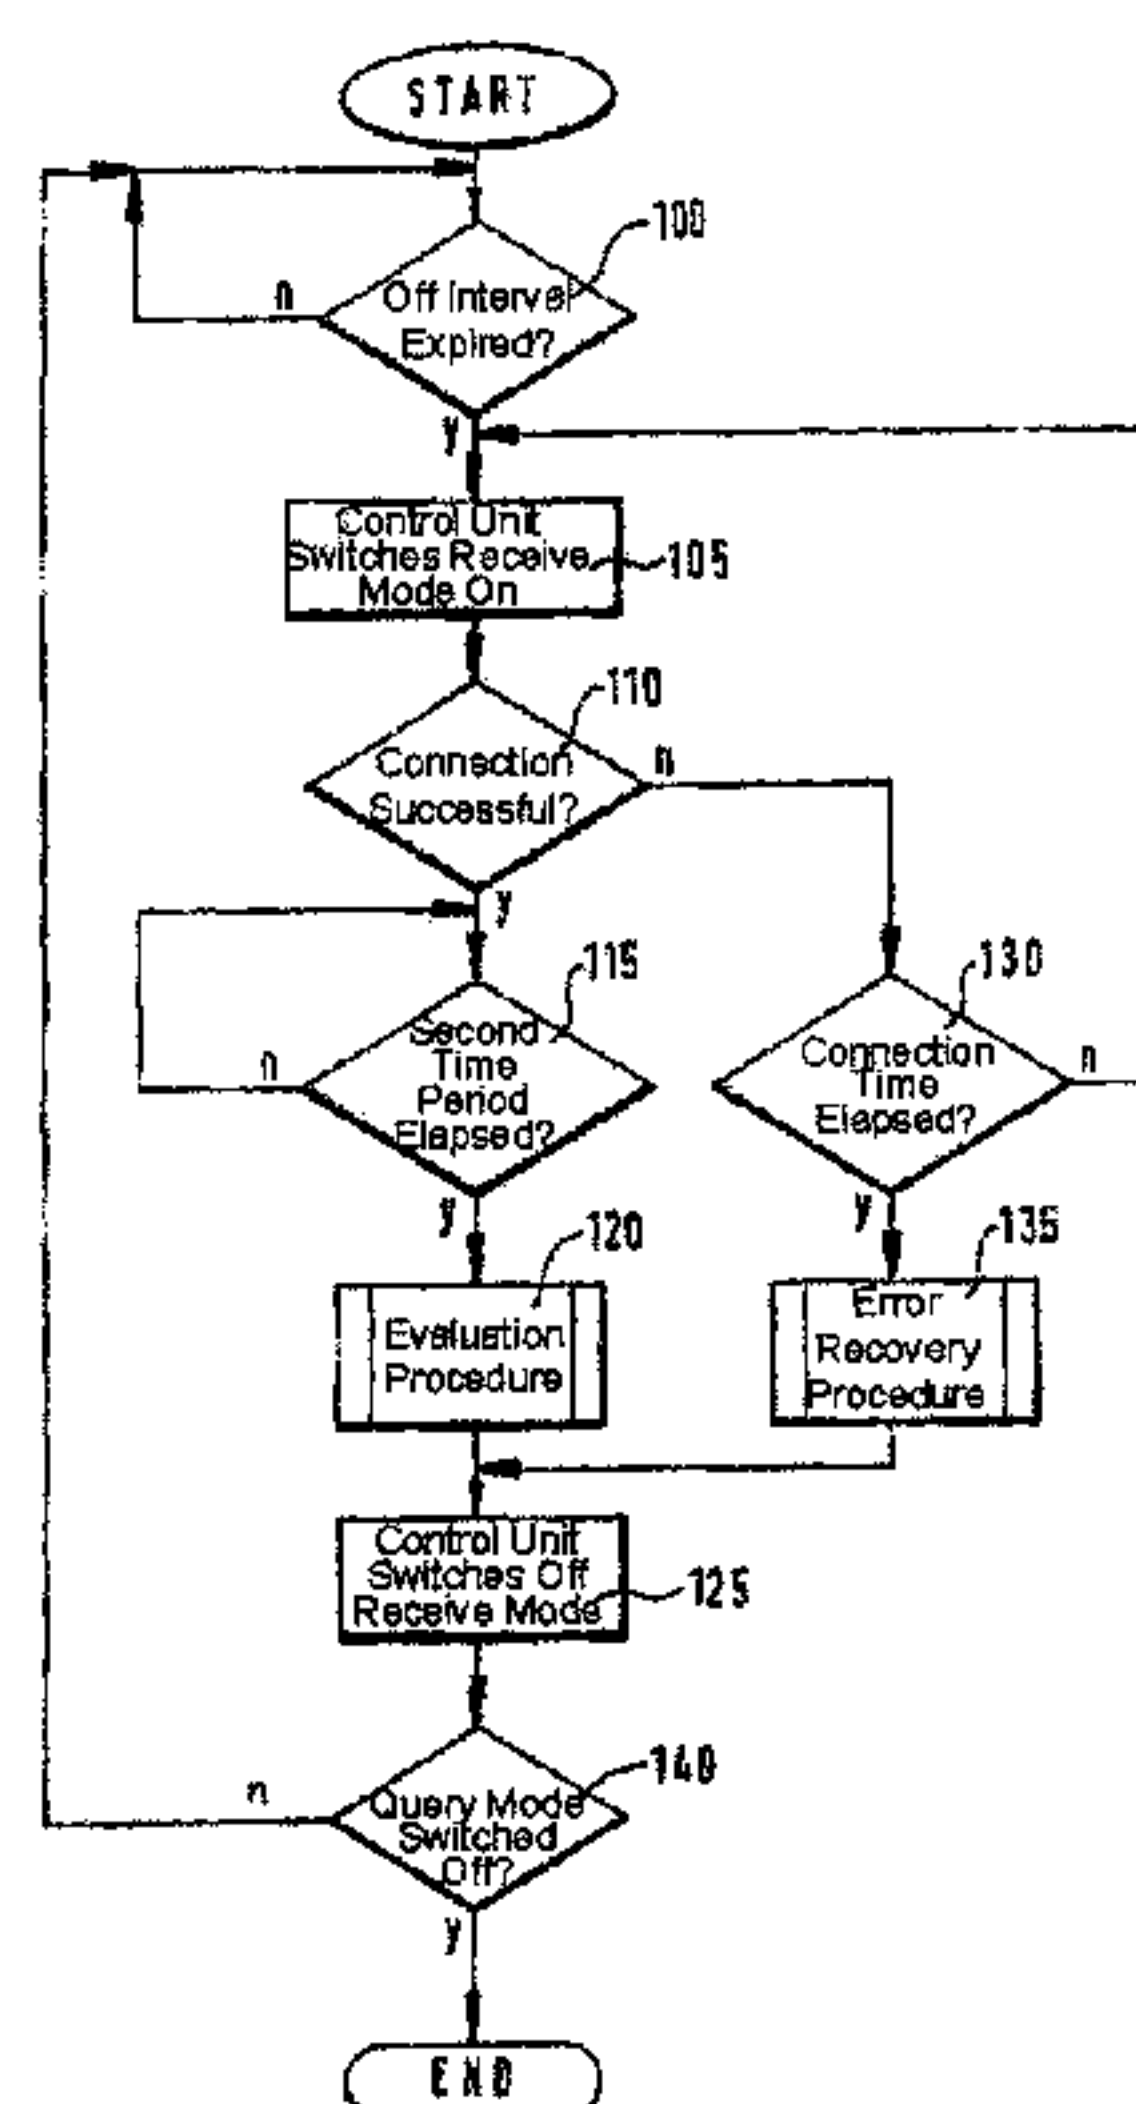 START
100
n
Off Interval
Expired?
y
Control Unit
Switches Receive
Mode On
105
110
Connection
Successful?
n
y
115
130
Second
Time
Period
Elapsed?
n
Connection
Time
Elapsed?
n
y
y
120
135
Evaluation
Procedure
Error
Recovery
Procedure
Control Unit
Switches Off
Receive Mode
125
140
n
Query Mode
Switched
Off?
y
END